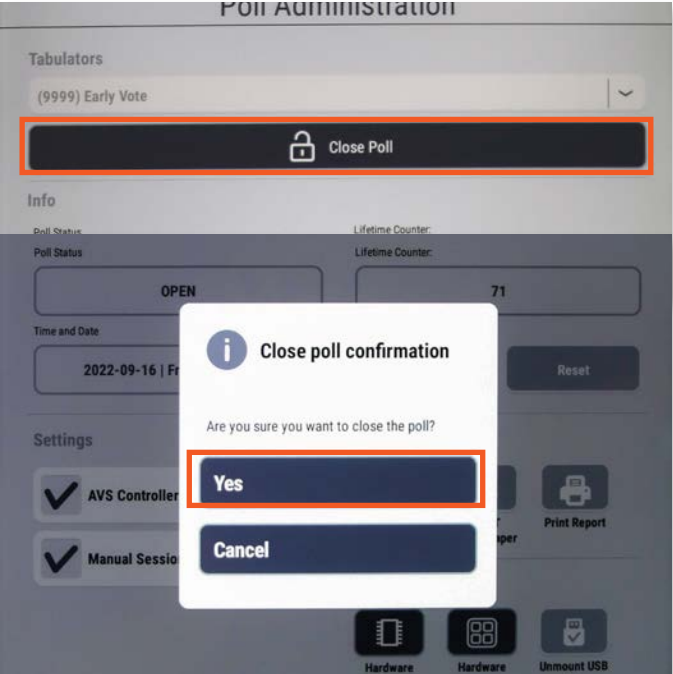 Poll Administration
Tabulators
(9999) Early Vote
Close Poll
Info
Poll Status
Lifetime Counter:
Poll Status
Lifetime Counter:
OPEN
71
Time and Date
2022-09-16 | Fr
Reset
Close poll confirmation
Are you sure you want to close the poll?
Yes
Cancel
Settings
AVS Controller
Manual Sessio
Print Report
Hardware
Hardware
Unmount USB